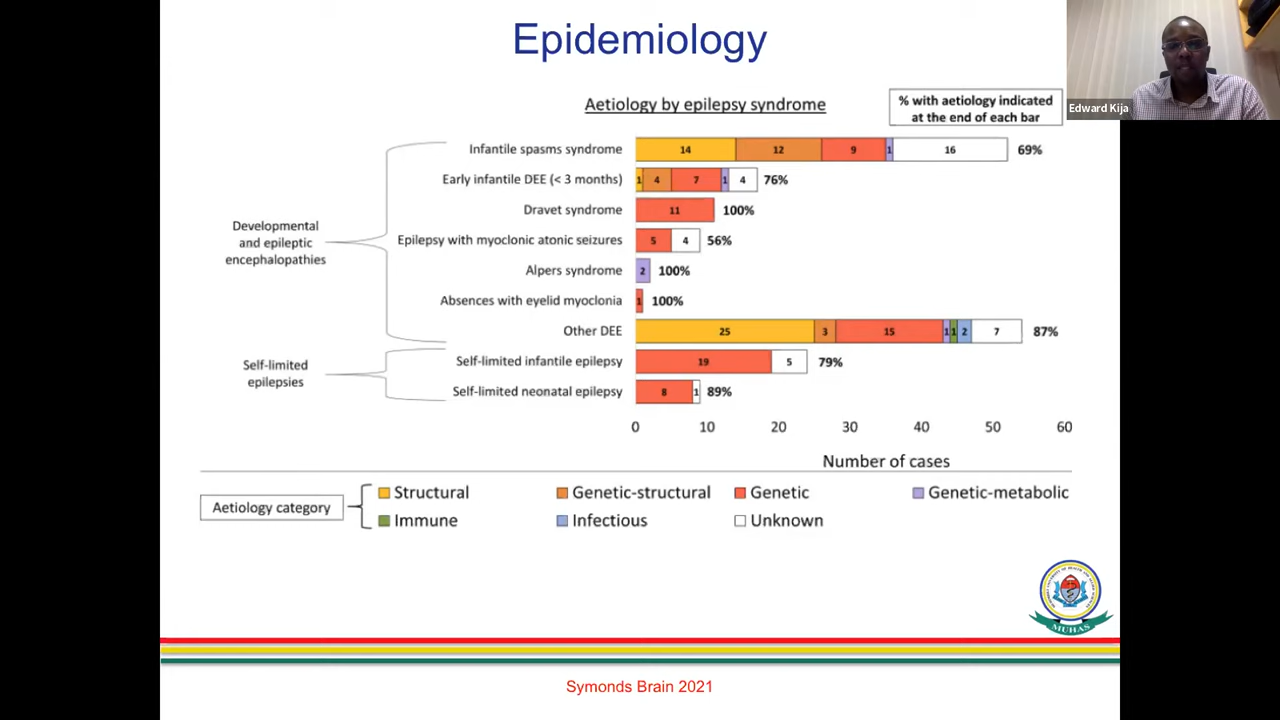 Epidemiology
Edward Kija
Aetiology by epilepsy syndrome
% with aetiology indicated
at the end of each bar
Infantile spasms syndrome 14 12 9 1 16 69%
Early infantile DEE (< 3 months) 1 4 7 1 4 76%
Dravet syndrome 11 100%
Developmental
and epileptic
encephalopathies
Epilepsy with myoclonic atonic seizures 5 4 56%
Alpers syndrome 2 100%
Absences with eyelid myoclonia 1 100%
Other DEE 25 3 15 1 1 2 7 87%
Self-limited
epilepsies
Self-limited infantile epilepsy 19 5 79%
Self-limited neonatal epilepsy 8 1 89%
0 10 20 30 40 50 60
Number of cases
Aetiology category
Structural Genetic-structural Genetic Genetic-metabolic
Immune Infectious Unknown
MUHAS
Symonds Brain 2021